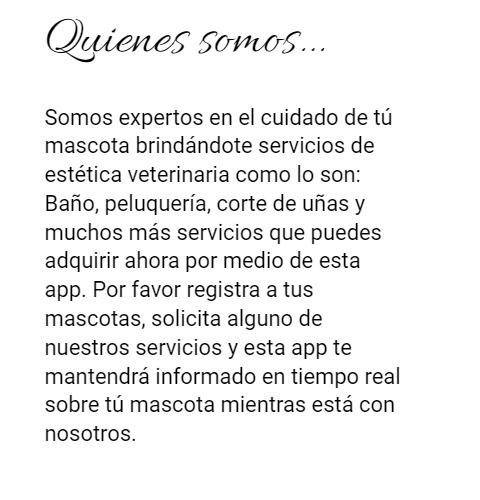 Quienes somos...
Somos expertos en el cuidado de tú
mascota brindándote servicios de
estética veterinaria como lo son:
Baño, peluquería, corte de uñas y
muchos más servicios que puedes
adquirir ahora por medio de esta
app. Por favor registra a tus
mascotas, solicita alguno de
nuestros servicios y esta app te
mantendrá informado en tiempo real
sobre tú mascota mientras está con
nosotros.